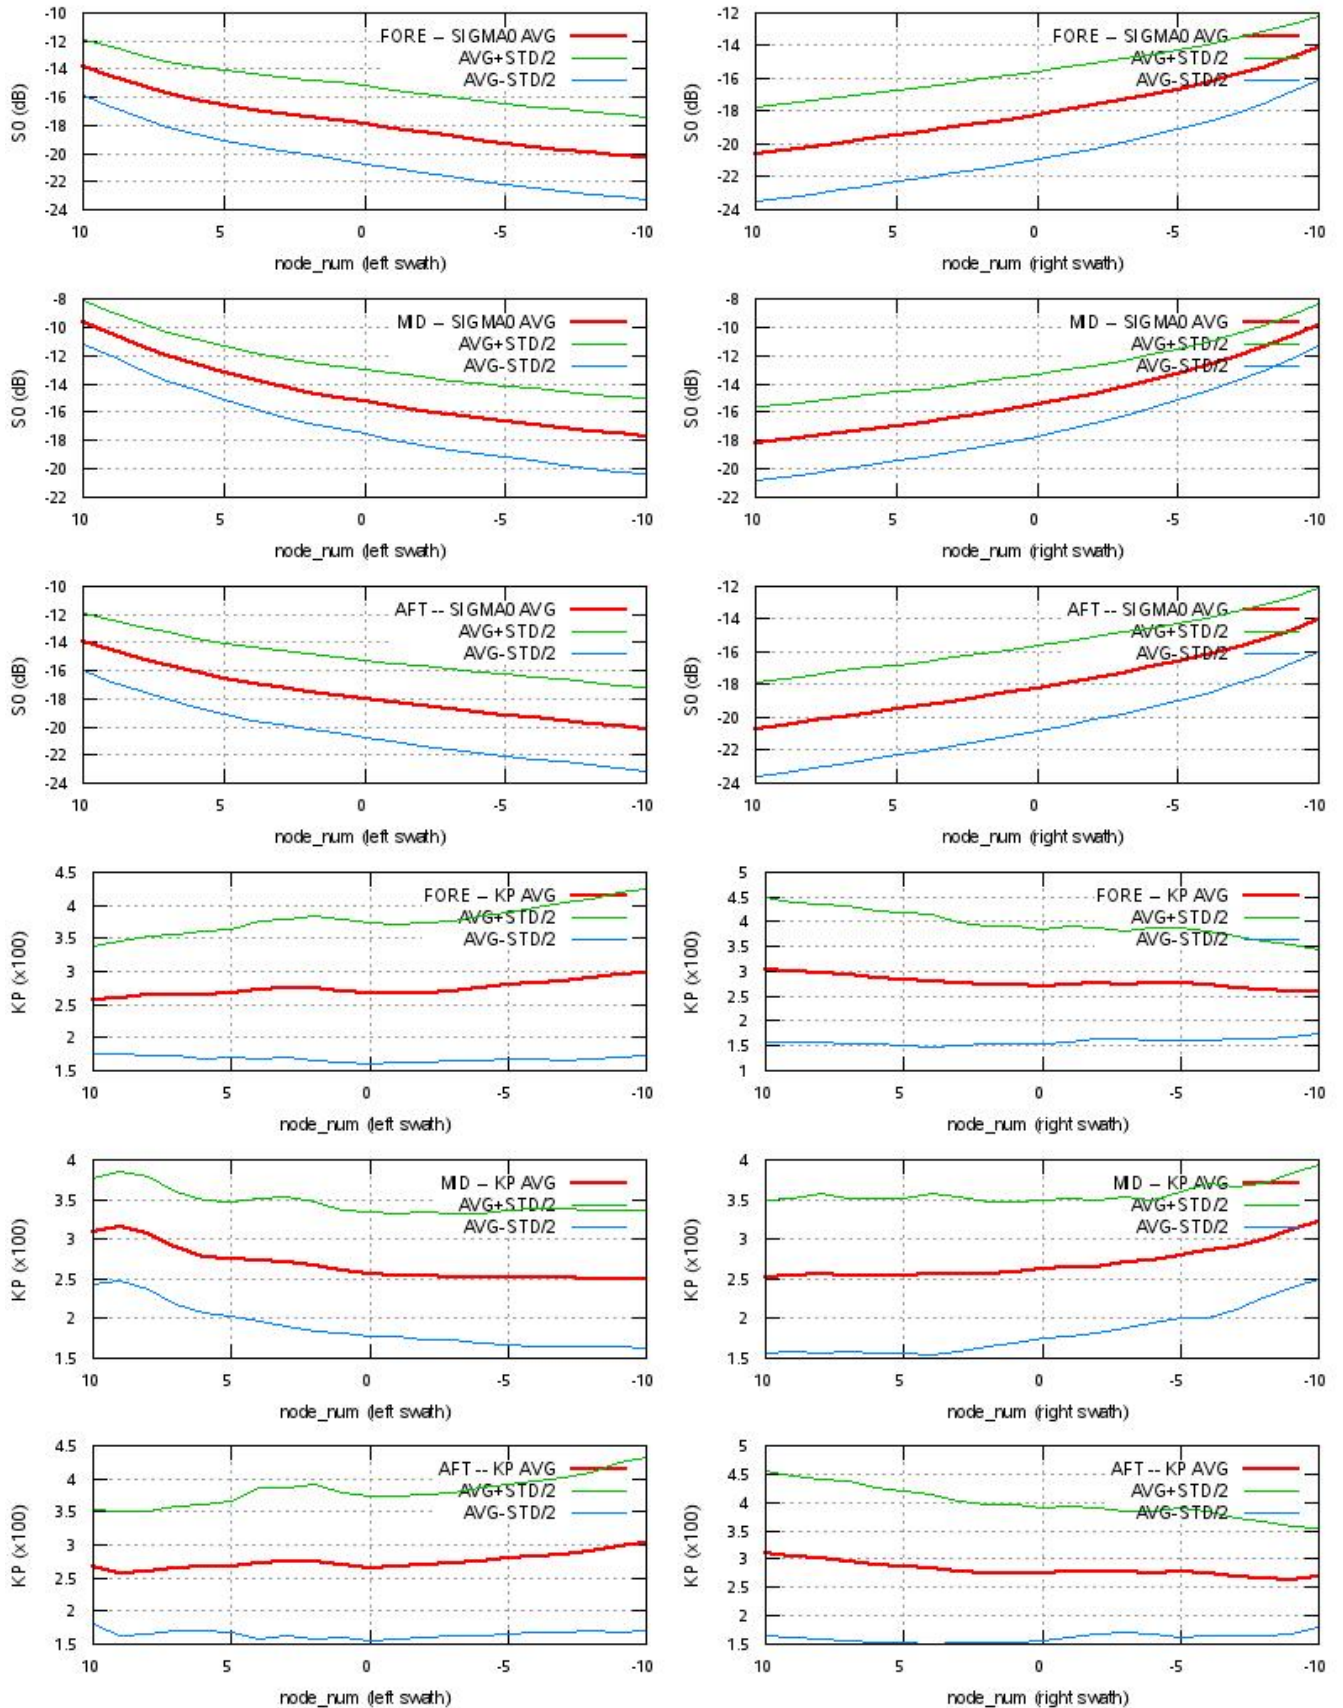 FORE – SIGMA0 AVG
AVG+STD/2
AVG-STD/2
S0 (dB)
-10
-12
-14
-16
-18
-20
-22
-24
10 5 0 -5 -10
node_num (left swath)
FORE – SIGMA0 AVG
AVG+STD/2
AVG-STD/2
S0 (dB)
-12
-14
-16
-18
-20
-22
-24
10 5 0 -5 -10
node_num (right swath)
MID – SIGMA0 AVG
AVG+STD/2
AVG-STD/2
S0 (dB)
-8
-10
-12
-14
-16
-18
-20
-22
10 5 0 -5 -10
node_num (left swath)
MID – SIGMA0 AVG
AVG+STD/2
AVG-STD/2
S0 (dB)
-8
-10
-12
-14
-16
-18
-20
-22
10 5 0 -5 -10
node_num (right swath)
AFT -- SIGMA0 AVG
AVG+STD/2
AVG-STD/2
S0 (dB)
-10
-12
-14
-16
-18
-20
-22
-24
10 5 0 -5 -10
node_num (left swath)
AFT -- SIGMA0 AVG
AVG+STD/2
AVG-STD/2
S0 (dB)
-12
-14
-16
-18
-20
-22
-24
10 5 0 -5 -10
node_num (right swath)
FORE – KP AVG
AVG+STD/2
AVG-STD/2
KP (x100)
4.5
4
3.5
3
2.5
2
1.5
10 5 0 -5 -10
node_num (left swath)
FORE – KP AVG
AVG+STD/2
AVG-STD/2
KP (x100)
5
4.5
4
3.5
3
2.5
2
1.5
1
10 5 0 -5 -10
node_num (right swath)
MID – KP AVG
AVG+STD/2
AVG-STD/2
KP (x100)
4
3.5
3
2.5
2
1.5
10 5 0 -5 -10
node_num (left swath)
MID – KP AVG
AVG+STD/2
AVG-STD/2
KP (x100)
4
3.5
3
2.5
2
1.5
10 5 0 -5 -10
node_num (right swath)
AFT -- KP AVG
AVG+STD/2
AVG-STD/2
KP (x100)
4.5
4
3.5
3
2.5
2
1.5
10 5 0 -5 -10
node_num (left swath)
AFT -- KP AVG
AVG+STD/2
AVG-STD/2
KP (x100)
5
4.5
4
3.5
3
2.5
2
1.5
10 5 0 -5 -10
node_num (right swath)